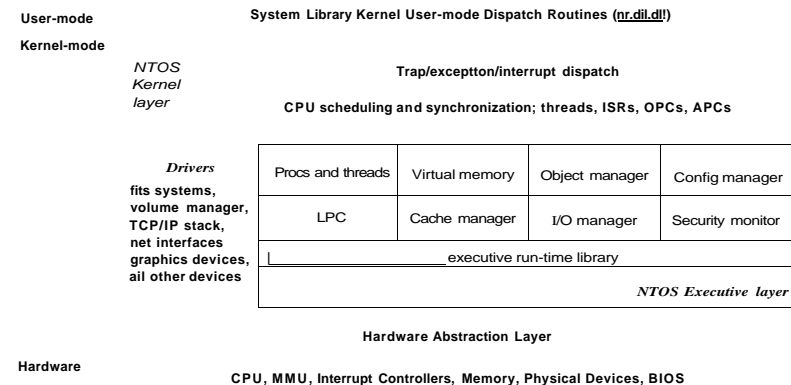 User-mode
System Library Kernel User-mode Dispatch Routines (nr.dil.dl!)
Kernel-mode
NTOS
Kernel
layer
Trap/exceptton/interrupt dispatch
CPU scheduling and synchronization; threads, ISRs, OPCs, APCs
Drivers
fits systems,
volume manager,
TCP/IP stack,
net interfaces
graphics devices,
ail other devices
Procs and threads Virtual memory Object manager Config manager
LPC Cache manager I/O manager Security monitor
executive run-time library
NTOS Executive layer
Hardware Abstraction Layer
Hardware
CPU, MMU, Interrupt Controllers, Memory, Physical Devices, BIOS